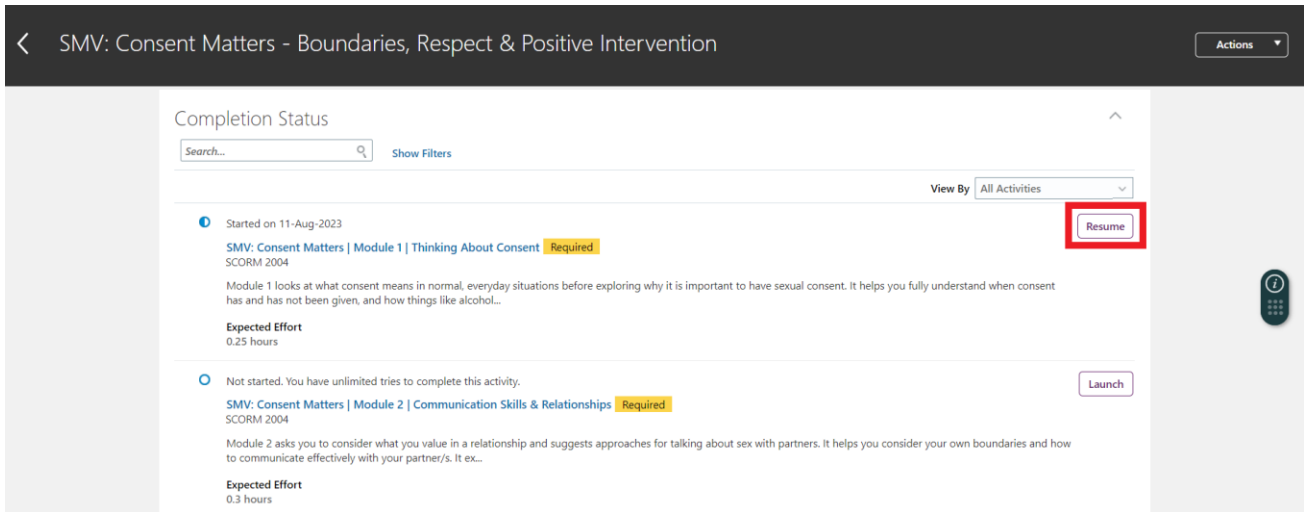 SMV: Consent Matters - Boundaries, Respect & Positive Intervention
Actions
Completion Status
Search...
Show Filters
View By All Activities
Started on 11-Aug-2023
Resume
SMV: Consent Matters | Module 1 | Thinking About Consent Required
SCORM 2004
Module 1 looks at what consent means in normal, everyday situations before exploring why it is important to have sexual consent. It helps you fully understand when consent
has and has not been given, and how things like alcohol...
Expected Effort
0.25 hours
Not started. You have unlimited tries to complete this activity.
Launch
SMV: Consent Matters | Module 2 | Communication Skills & Relationships Required
SCORM 2004
Module 2 asks you to consider what you value in a relationship and suggests approaches for talking about sex with partners. It helps you consider your own boundaries and how
to communicate effectively with your partner/s. It ex...
Expected Effort
0.3 hours